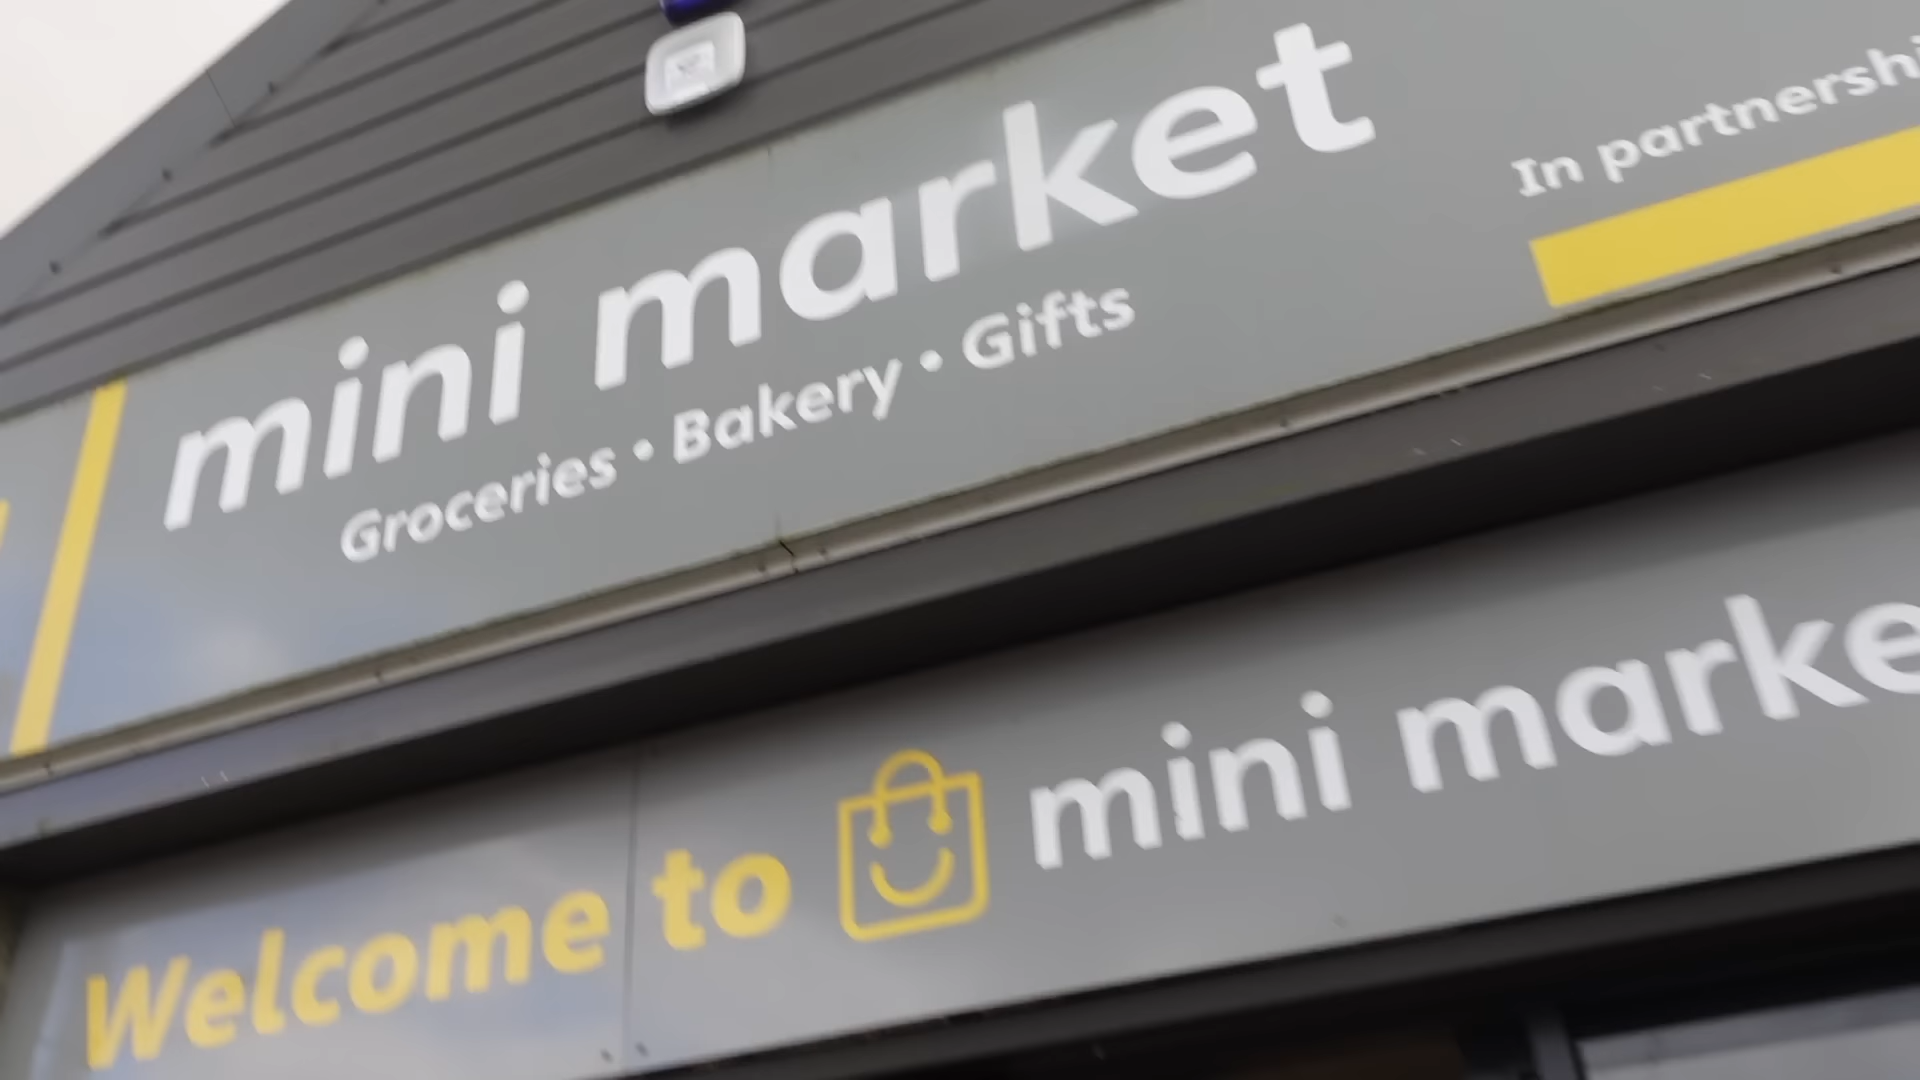 mini market
Groceries • Bakery • Gifts
In partnershi
Welcome to mini marke